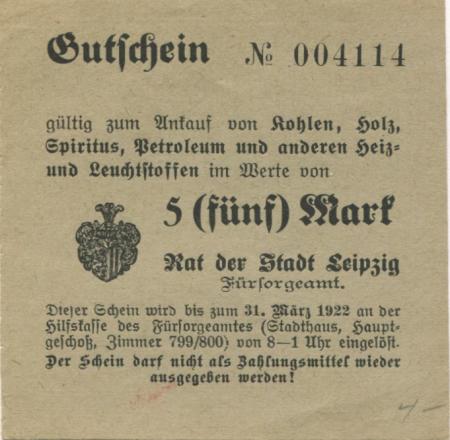 Gutschein № 004114
gültig zum Ankauf von Kohlen, Holz,
Spiritus, Petroleum und anderen Heiz-
und Leuchtstoffen im Werte von
5 (fünf) Mark
Rat der Stadt Leipzig
Fürsorgeamt.
Dieser Schein wird bis zum 31. März 1922 an der
Hilfskasse des Fürsorgeamtes (Stadthaus, Haupt-
geschoß, Zimmer 799/800) von 8—1 Uhr eingelöst.
Der Schein darf nicht als Zahlungsmittel wieder
ausgegeben werden!
4-